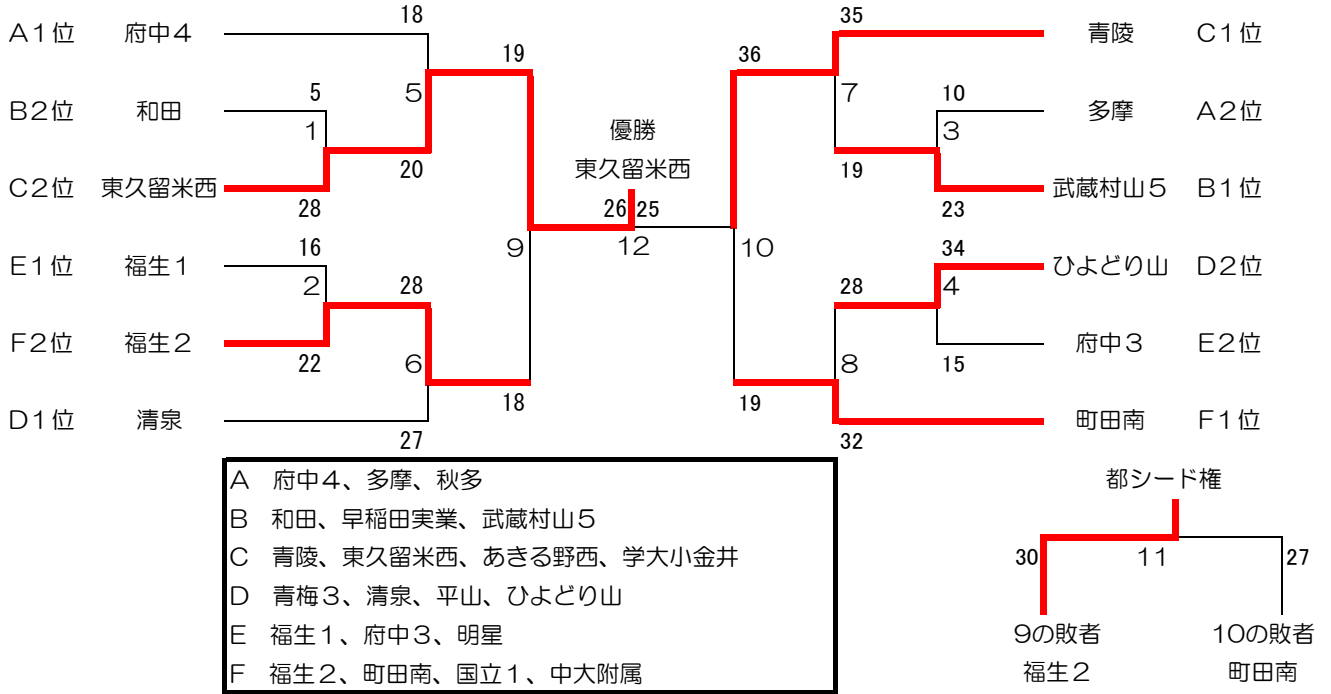 18 35
A1位 府中4 青陵 C1位
19 36
5 5 7 10
B2位 和田 多摩 A2位
1 優勝 3
20 東久留米西 19
C2位 東久留米西 武蔵村山5 B1位
28 26 25 23
16 9 12 10 34
E1位 福生1 ひよどり山 D2位
2 28 28 4
F2位 福生2 府中3 E2位
22 6 8 15
18 19
D1位 清泉 町田南 F1位
27 32
A 府中4、多摩、秋多
B 和田、早稲田実業、武蔵村山5
C 青陵、東久留米西、あきる野西、学大小金井
D 青梅3、清泉、平山、ひよどり山
E 福生1、府中3、明星
F 福生2、町田南、国立1、中大附属
都シード権
30 11 27
9の敗者 10の敗者
福生2 町田南